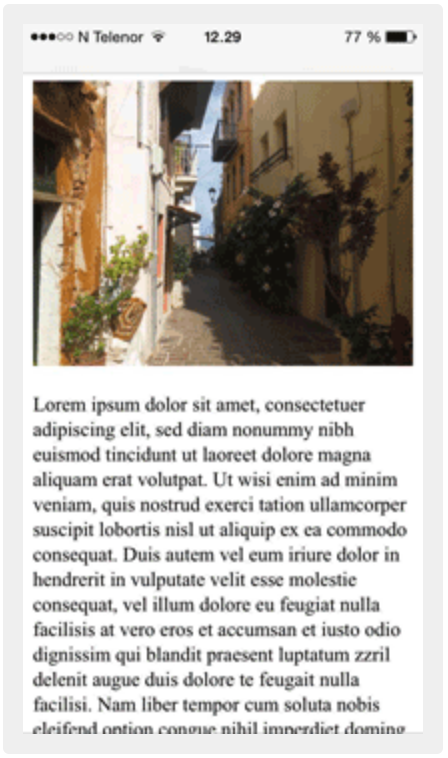 N Telenor 12.29 77 %
Lorem ipsum dolor sit amet, consectetuer
adipiscing elit, sed diam nonummy nibh
euismod tincidunt ut laoreet dolore magna
aliquam erat volutpat. Ut wisi enim ad minim
veniam, quis nostrud exerci tation ullamcorper
suscipit lobortis nisl ut aliquip ex ea commodo
consequat. Duis autem vel eum iriure dolor in
hendrerit in vulputate velit esse molestie
consequat, vel illum dolore eu feugiat nulla
facilisis at vero eros et accumsan et iusto odio
dignissim qui blandit praesent luptatum zzril
delenit augue duis dolore te feugait nulla
facilisi. Nam liber tempor cum soluta nobis
eleifend option congue nihil imperdiet doming